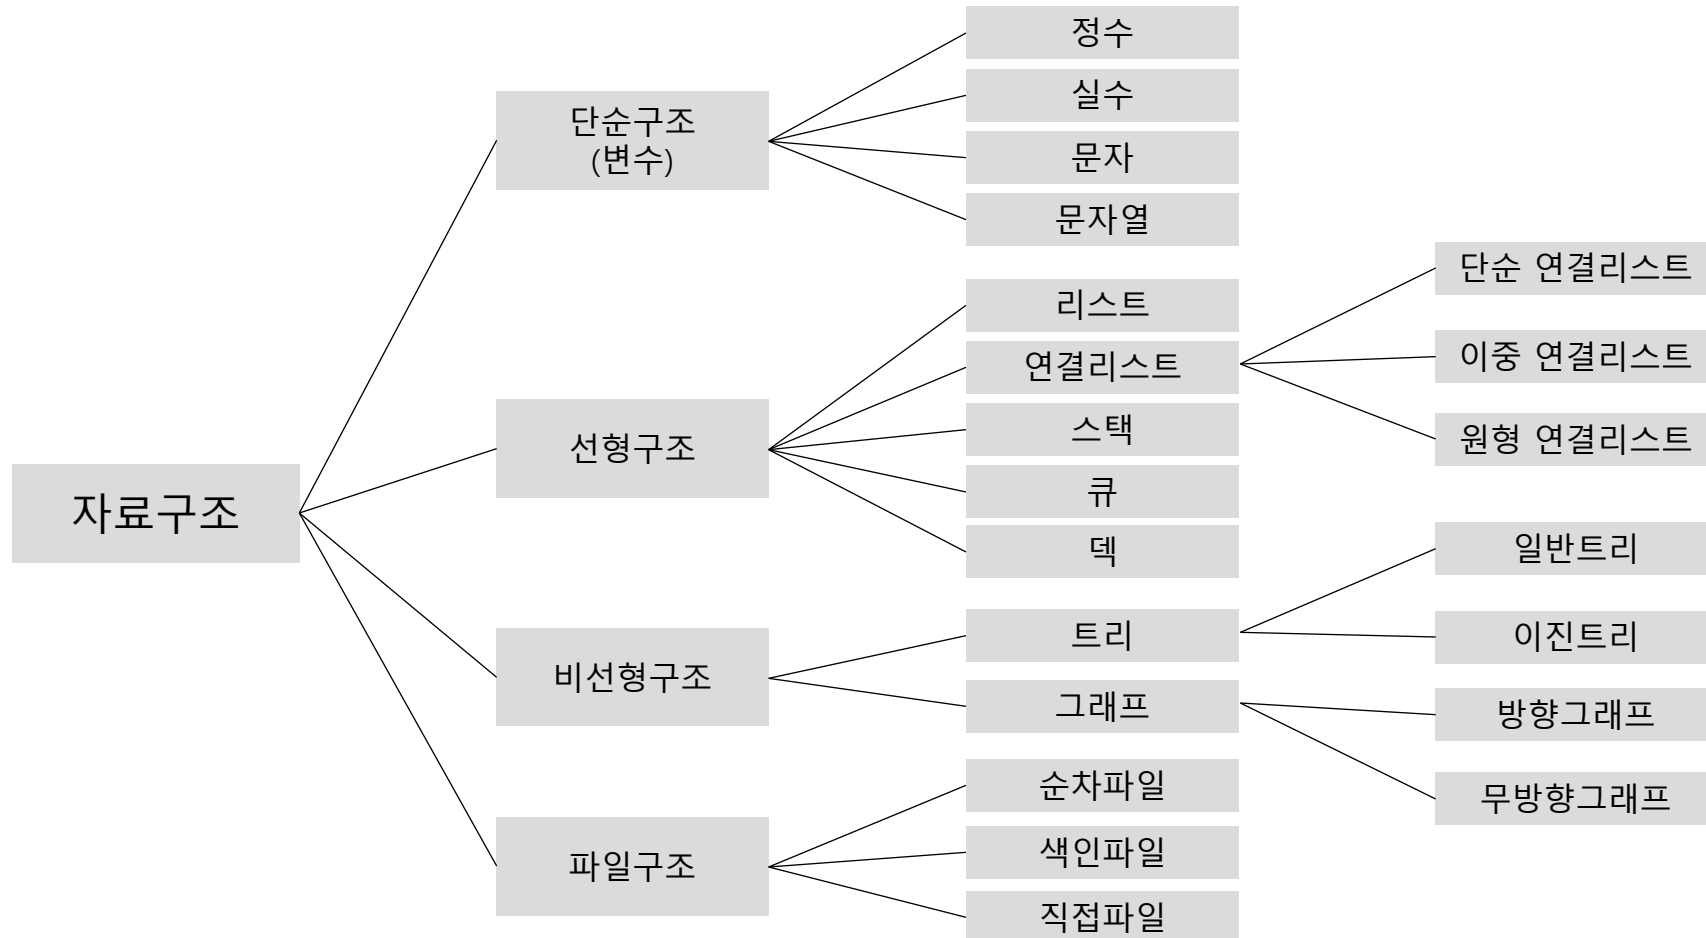 자료구조
단순구조
(변수)
정수
실수
문자
문자열
선형구조
리스트
연결리스트
단순 연결리스트
이중 연결리스트
원형 연결리스트
스택
큐
덱
비선형구조
트리
일반트리
이진트리
그래프
방향그래프
무방향그래프
파일구조
순차파일
색인파일
직접파일